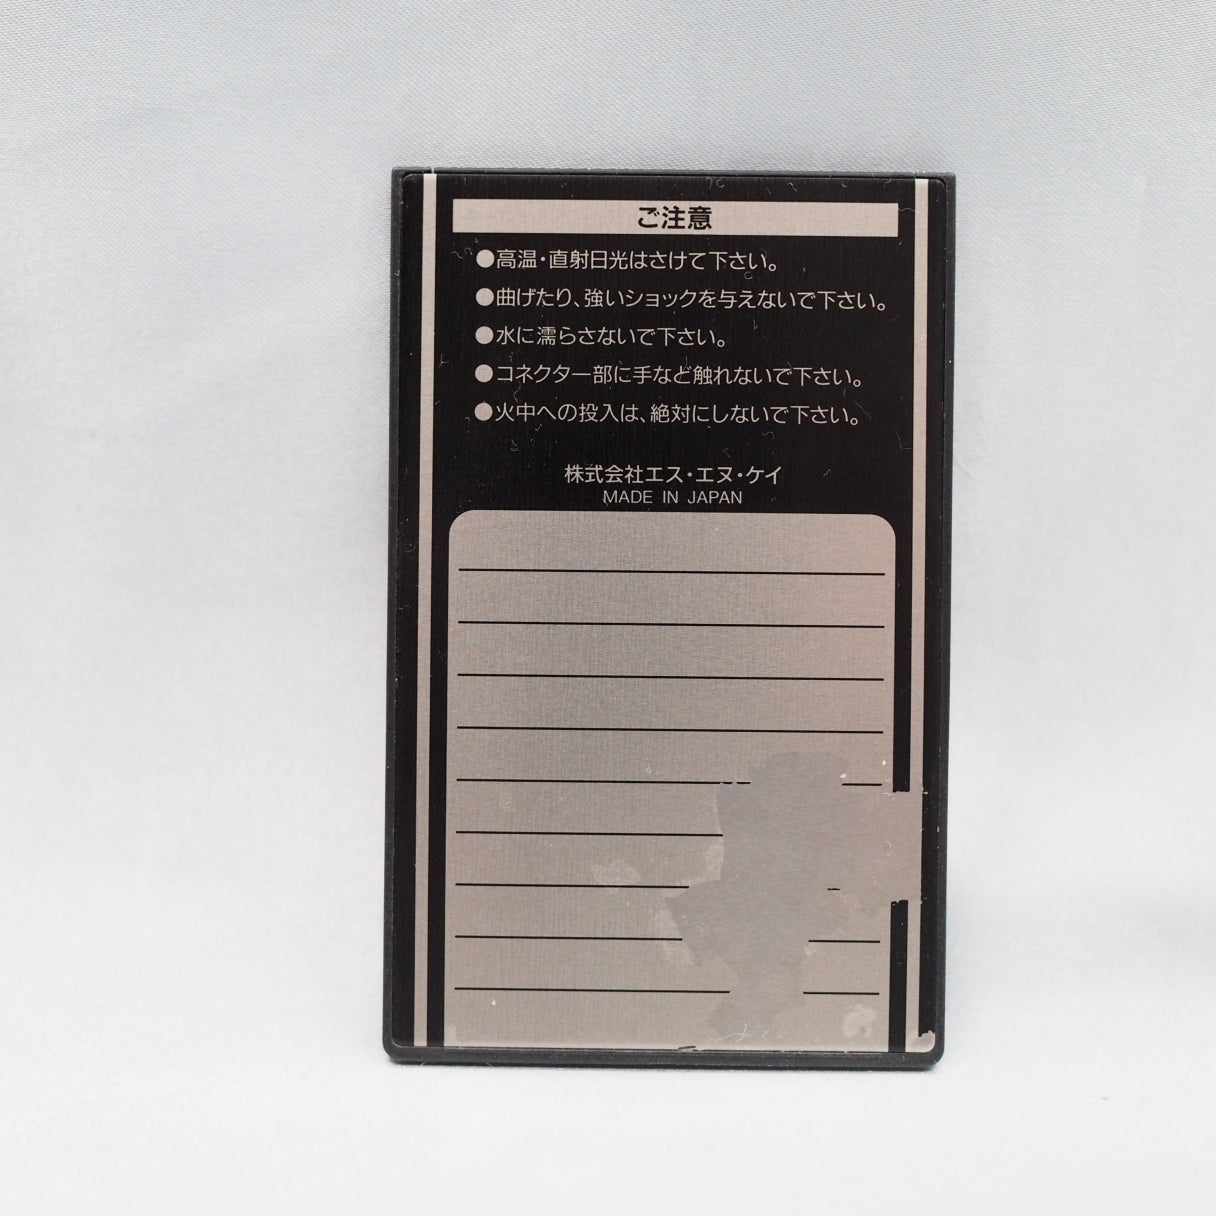 ご注意
●高温・直射日光はさけて下さい。
●曲げたり、強いショックを与えないで下さい。
●水に濡らさないで下さい。
●コネクター部に手など触れないで下さい。
●火中への投入は、絶対にしないで下さい。
株式会社エス・エヌ・ケイ
MADE IN JAPAN